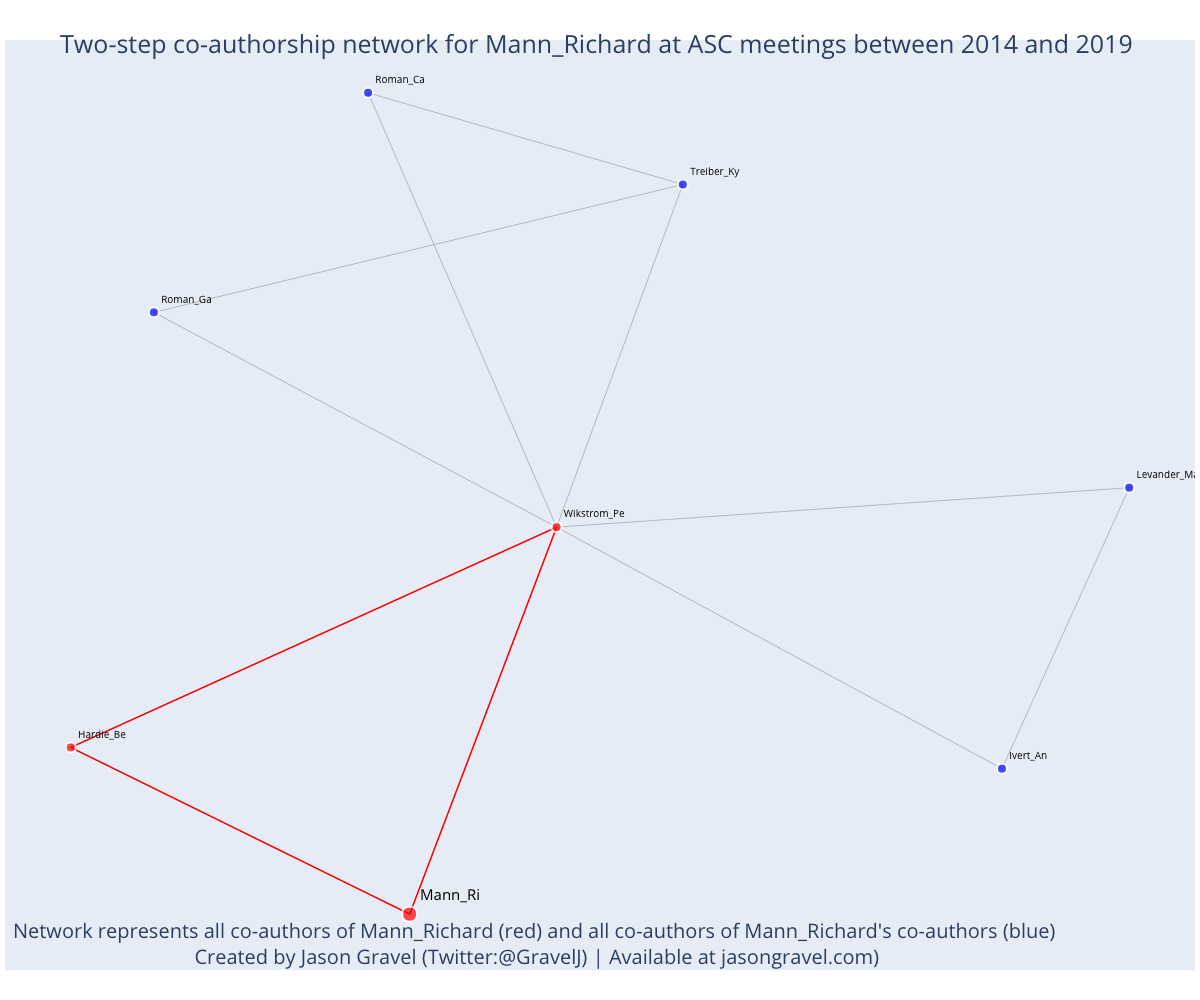 Two-step co-authorship network for Mann_Richard at ASC meetings between 2014 and 2019
Roman_Ca
Treiber_Ky
Roman_Ga
Levander_Ma
Wikstrom_Pe
Hardie_Be
Ivert_An
Mann_Ri
Network represents all co-authors of Mann_Richard (red) and all co-authors of Mann_Richard's co-authors (blue)
Created by Jason Gravel (Twitter:@GravelJ) | Available at jasongravel.com)